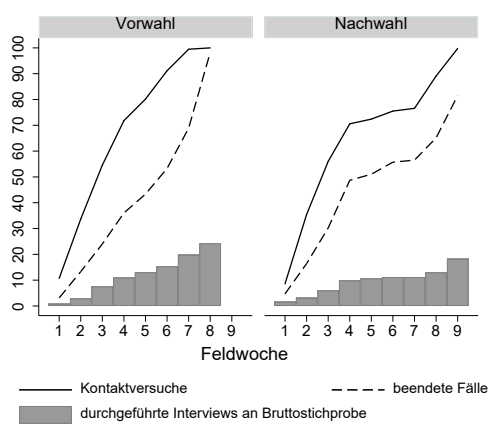 Vorwahl Nachwahl
100
90
80
70
60
50
40
30
20
10
0
1 2 3 4 5 6 7 8 9 1 2 3 4 5 6 7 8 9
Feldwoche
Kontaktversuche beendete Fälle
durchgeführte Interviews an Bruttostichprobe